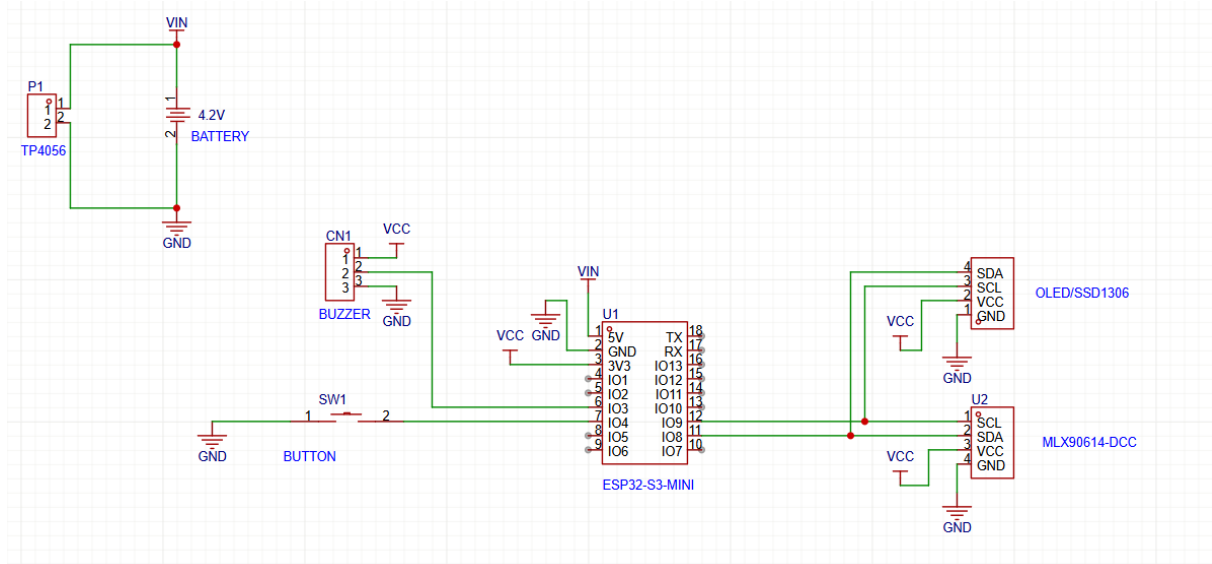 VIN
P1
1
2
1
2
TP4056
1
2
4.2V
BATTERY
GND
CN1
1
2
3
1
2
3
VCC
GND
BUZZER
SW1
1
2
GND
BUTTON
VIN
GND
VCC
U1
1 5V
2 GND
3 3V3
4 IO1
5 IO2
6 IO3
7 IO4
8 IO5
9 IO6
TX 18
RX 17
IO13 16
IO12 15
IO11 14
IO10 13
IO9 12
IO8 11
IO7 10
ESP32-S3-MINI
4 SDA
3 SCL
2 VCC
1 GND
OLED/SSD1306
VCC
GND
U2
1 SCL
2 SDA
3 VCC
4 GND
MLX90614-DCC
VCC
GND